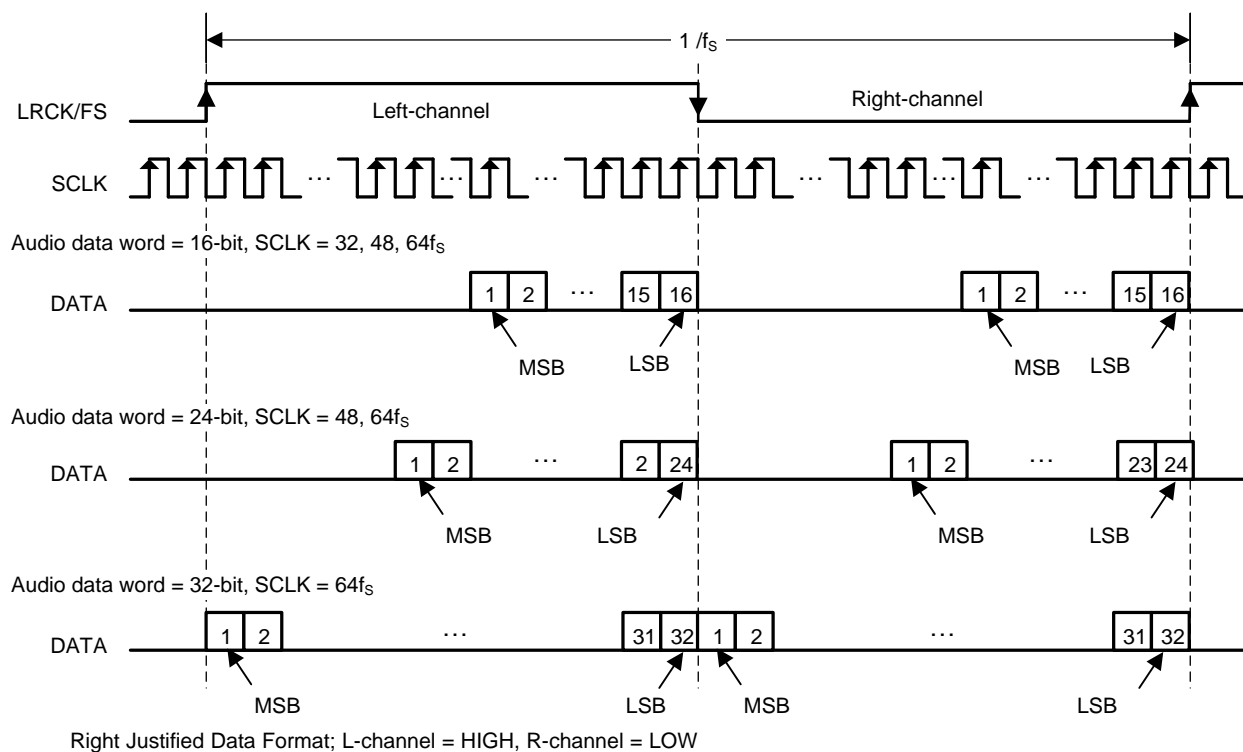 1 /fS
LRCK/FS
Left-channel
Right-channel
SCLK
... ... ... ... ... ...
Audio data word = 16-bit, SCLK = 32, 48, 64fS
DATA
1 2 ... 15 16 1 2 ... 15 16
MSB LSB MSB LSB
Audio data word = 24-bit, SCLK = 48, 64fS
DATA
1 2 ... 2 24 1 2 ... 23 24
MSB LSB MSB LSB
Audio data word = 32-bit, SCLK = 64fS
DATA
1 2 ... 31 32 1 2 ... 31 32
MSB LSB MSB LSB
Right Justified Data Format; L-channel = HIGH, R-channel = LOW